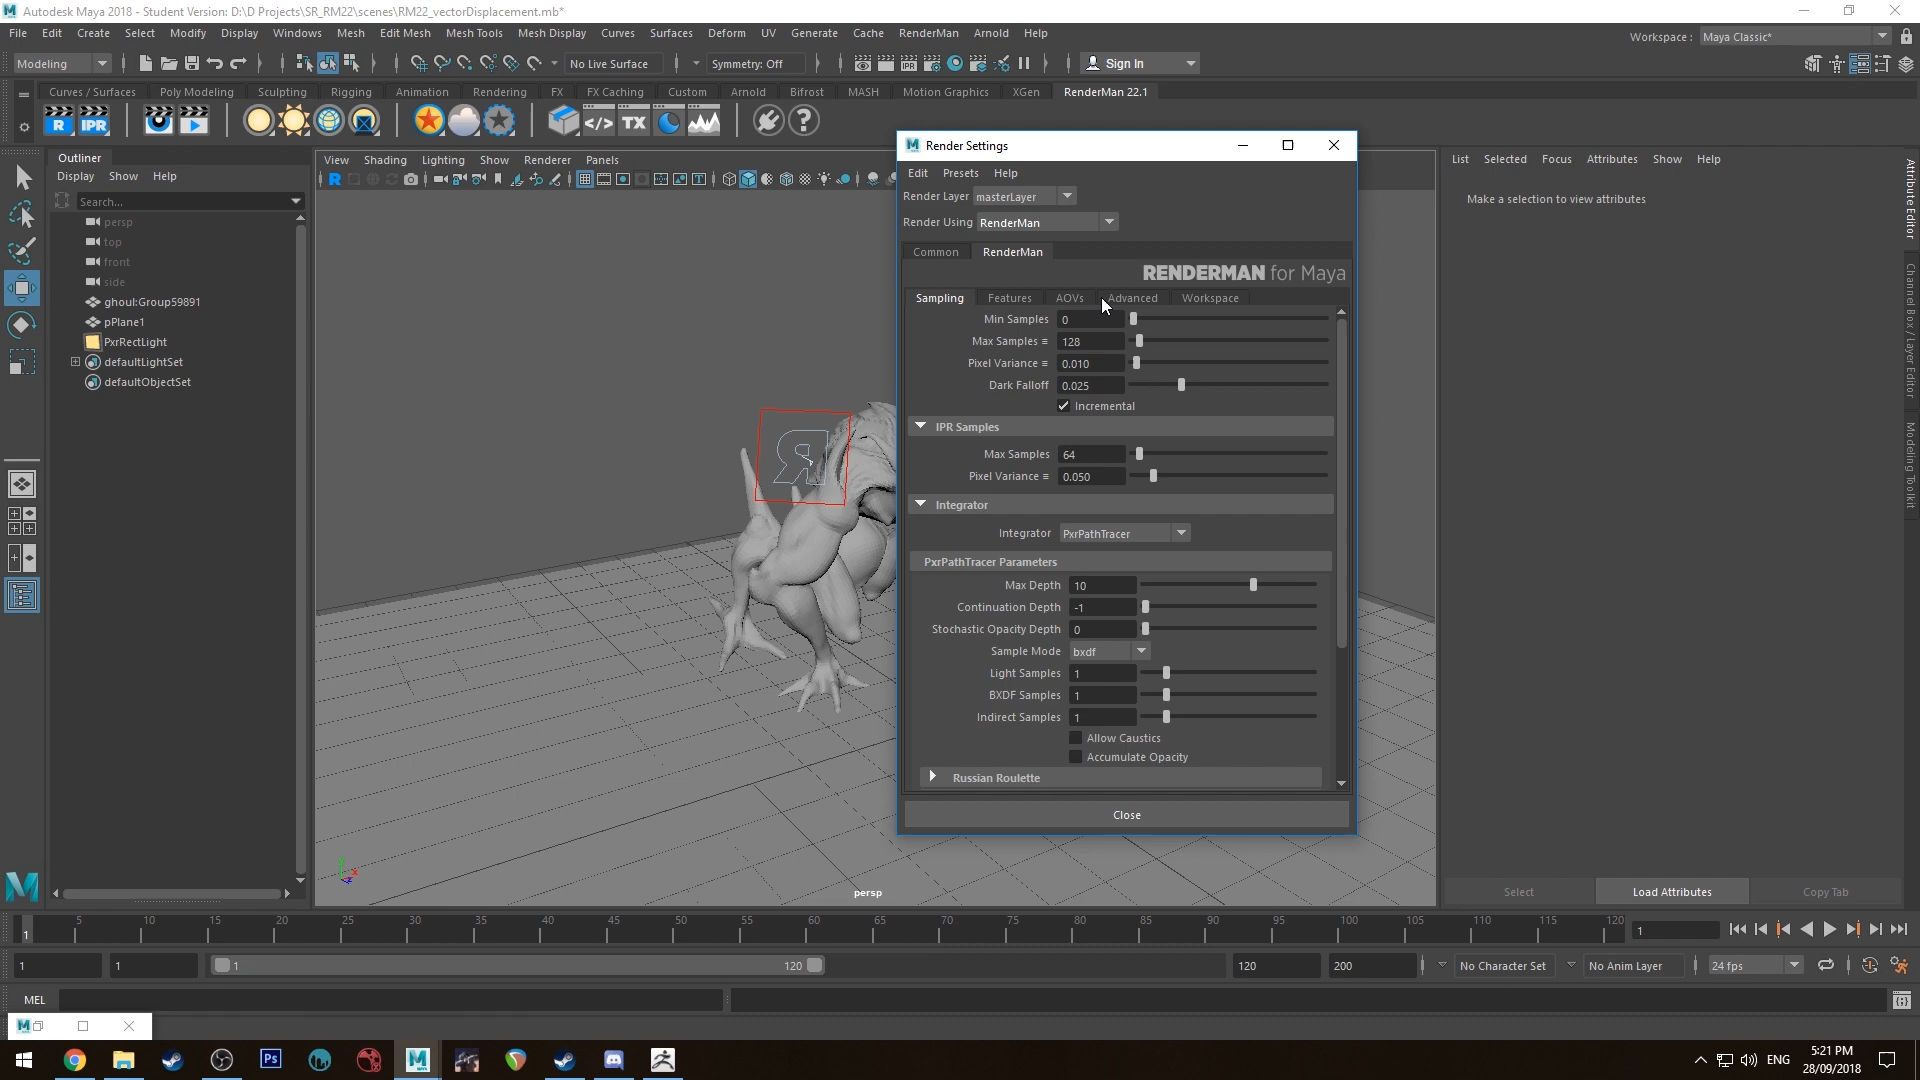 Autodesk Maya 2018 - Student Version: D:\D Projects\SR_RM22\scenes\RM22_vectorDisplacement.mb*
File Edit Create Select Modify Display Windows Mesh Edit Mesh Mesh Tools Mesh Display Curves Surfaces Deform UV Generate Cache RenderMan Arnold Help
Workspace : Maya Classic*
Modeling No Live Surface Symmetry: Off Sign In
Curves / Surfaces Poly Modeling Sculpting Rigging Animation Rendering FX FX Caching Custom Arnold Bifrost MASH Motion Graphics XGen RenderMan 22.1
R IPR </> TX ?
Outliner
Display Show Help
Search...
persp
top
front
side
ghoul:Group59891
pPlane1
PxrRectLight
defaultLightSet
defaultObjectSet
View Shading Lighting Show Renderer Panels
persp
Render Settings
Edit Presets Help
Render Layer masterLayer
Render Using RenderMan
Common RenderMan
RENDERMAN for Maya
Sampling Features AOVs Advanced Workspace
Min Samples 0
Max Samples = 128
Pixel Variance = 0.010
Dark Falloff 0.025
Incremental
IPR Samples
Max Samples 64
Pixel Variance = 0.050
Integrator
Integrator PxrPathTracer
PxrPathTracer Parameters
Max Depth 10
Continuation Depth -1
Stochastic Opacity Depth 0
Sample Mode bxdf
Light Samples 1
BXDF Samples 1
Indirect Samples 1
Allow Caustics
Accumulate Opacity
Russian Roulette
Close
List Selected Focus Attributes Show Help
Make a selection to view attributes
Attribute Editor
Channel Box / Layer Editor
Modeling Toolkit
Select Load Attributes Copy Tab
5 10 15 20 25 30 35 40 45 50 55 60 65 70 75 80 85 90 95 100 105 110 115 120
1 1
1 1 1 120 120 200 No Character Set No Anim Layer 24 fps
MEL
ENG
5:21 PM
28/09/2018